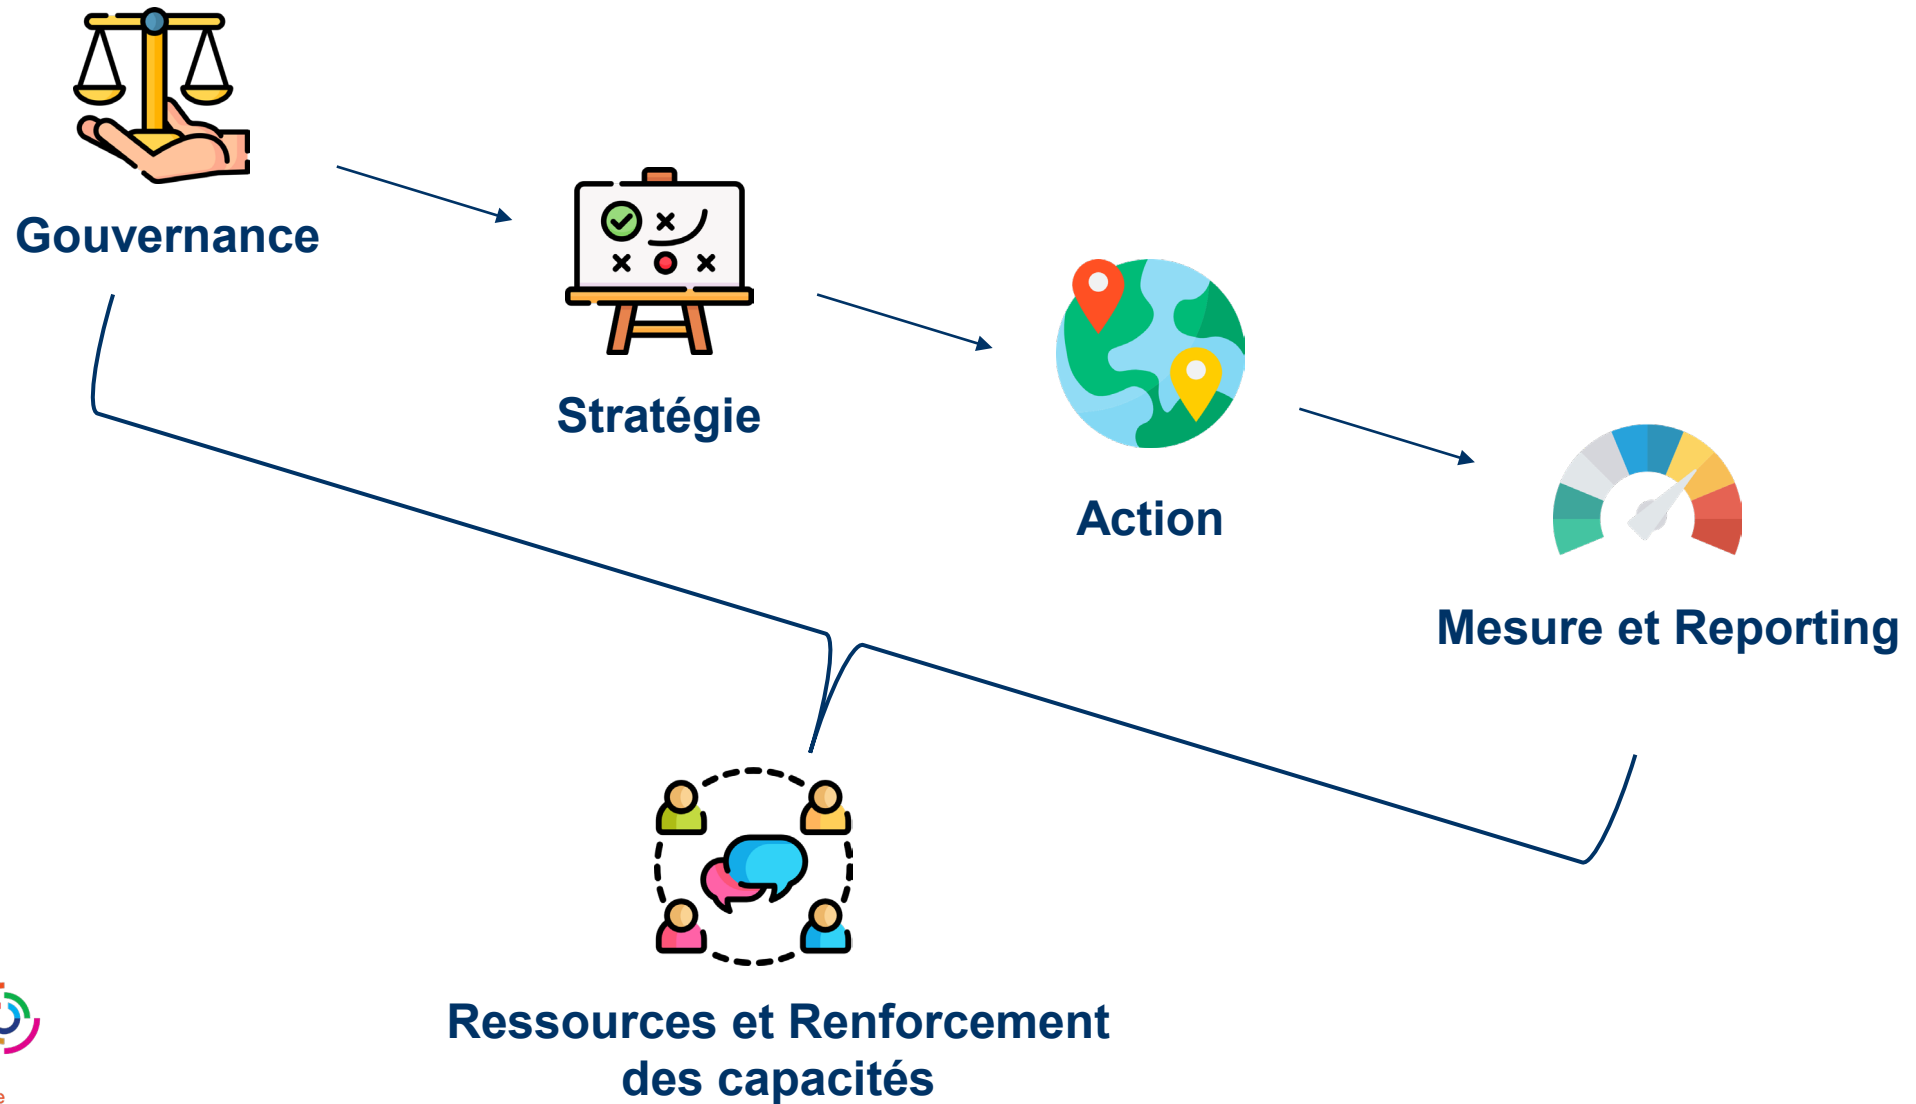 Gouvernance
Stratégie
Action
Mesure et Reporting
Ressources et Renforcement
des capacités